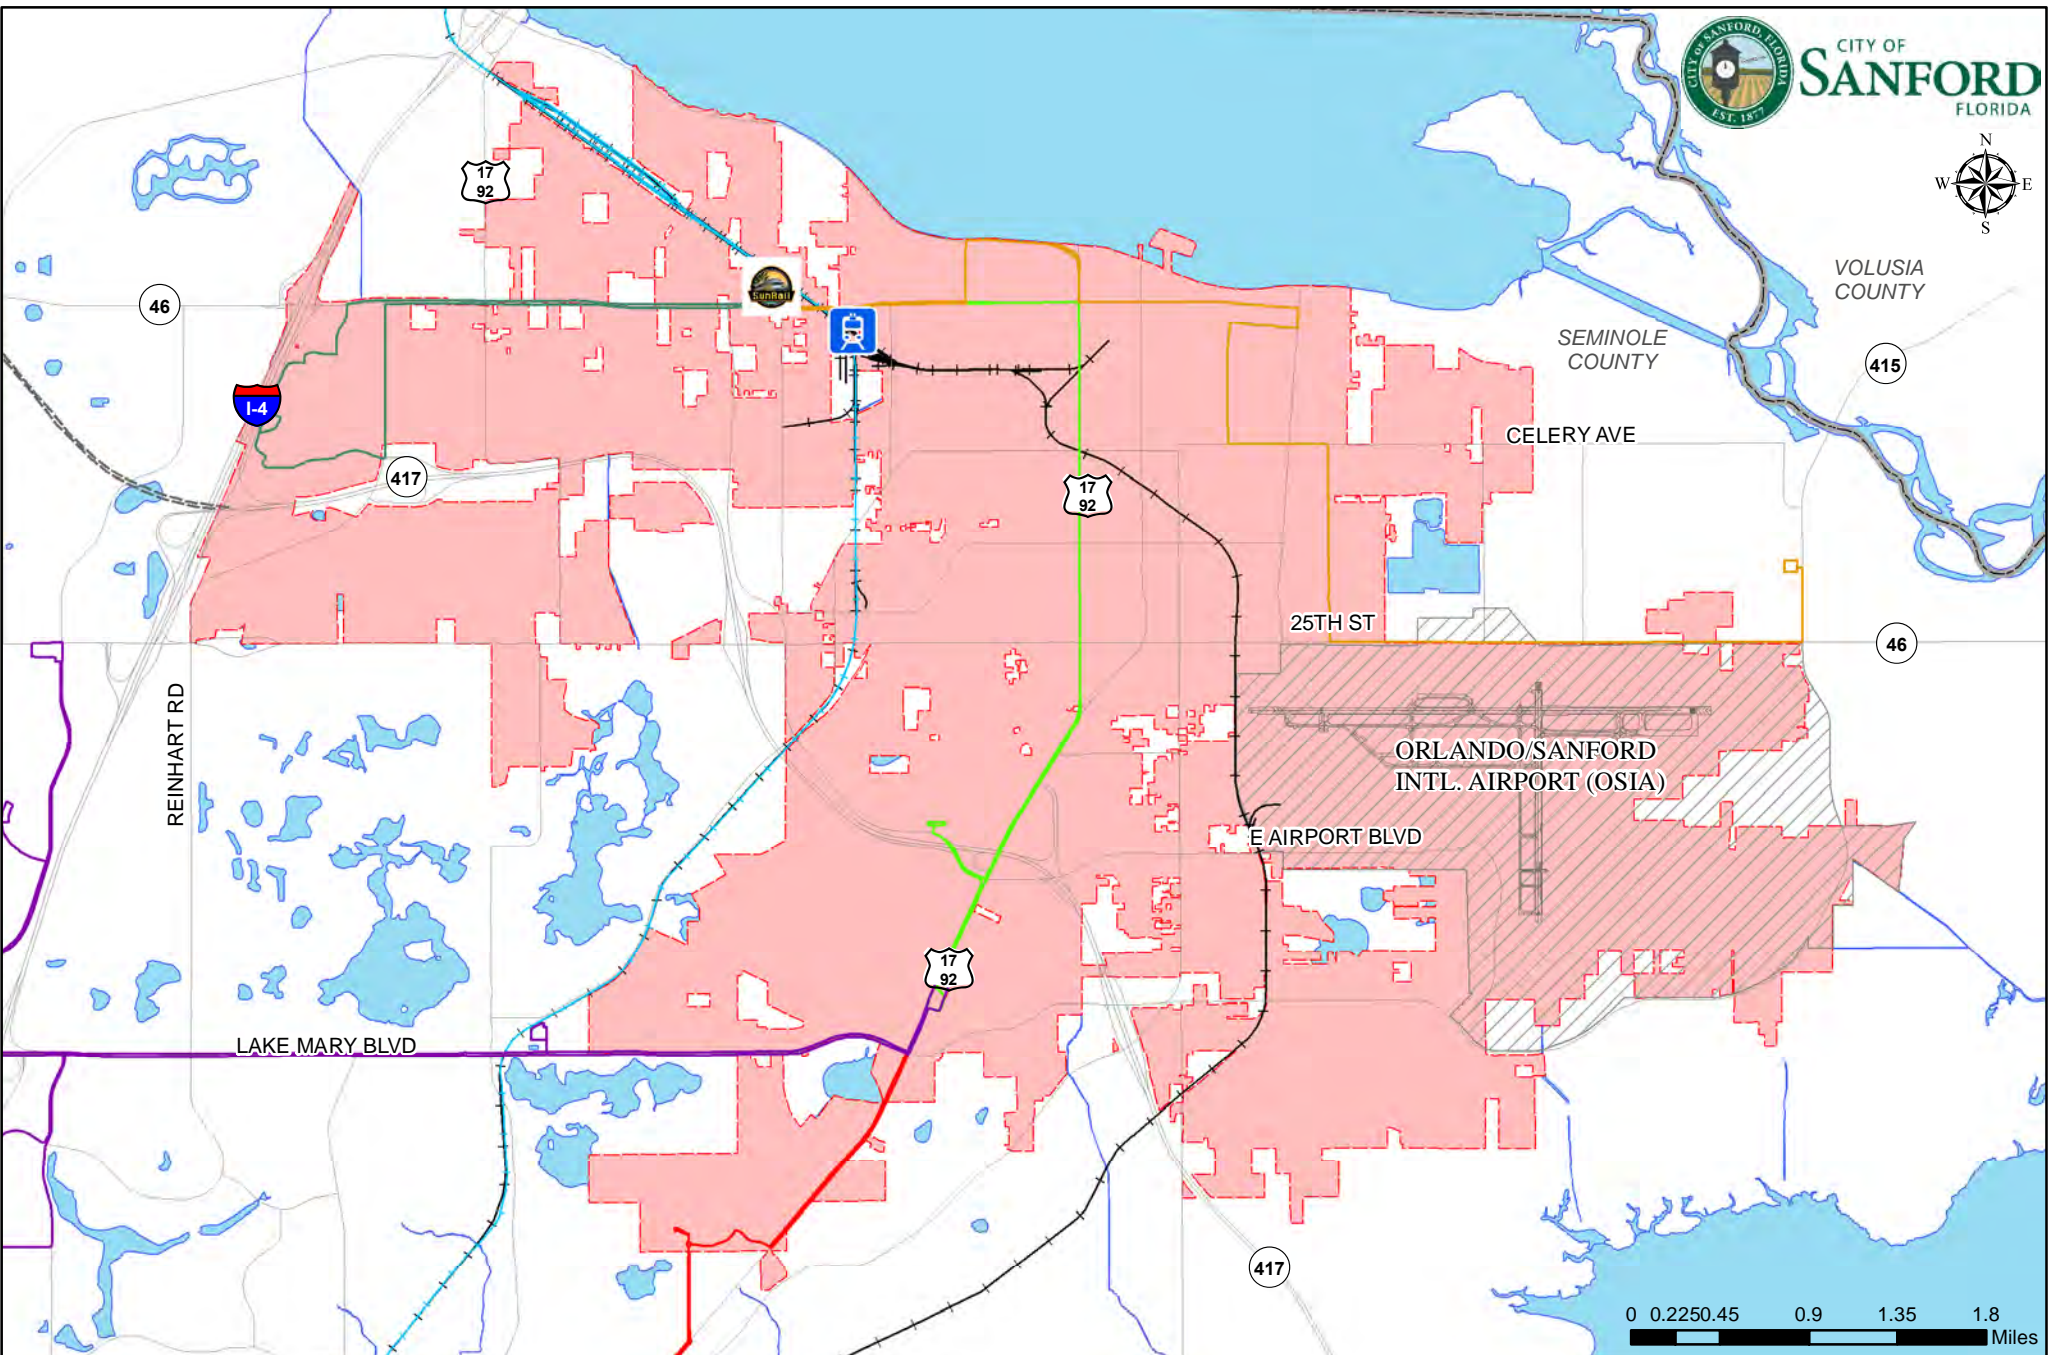 CITY OF SANFORD, FLORIDA
EST. 1877
CITY OF
SANFORD
FLORIDA
N
W
E
S
17
92
VOLUSIA
COUNTY
SunRail
46
SEMINOLE
COUNTY
415
I-4
CELERY AVE
417
17
92
25TH ST
46
REINHART RD
ORLANDO/SANFORD
INTL. AIRPORT (OSIA)
E AIRPORT BLVD
17
92
LAKE MARY BLVD
417
0 0.225 0.45 0.9 1.35 1.8
Miles